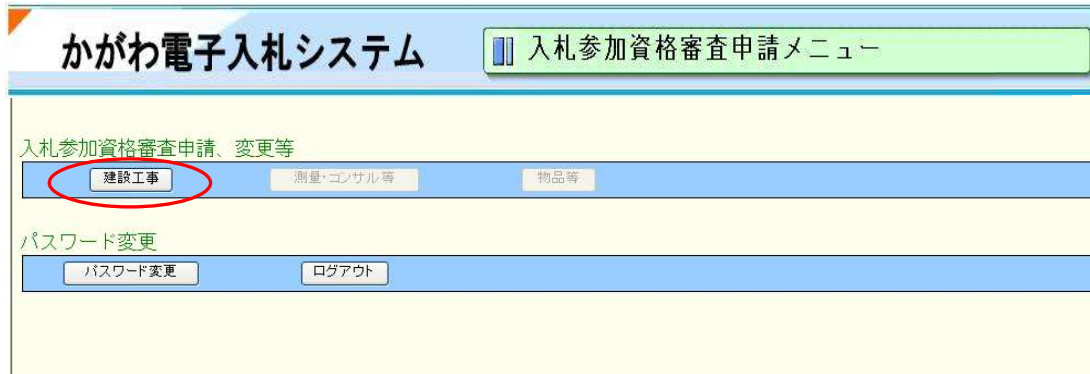 かがわ電子入札システム 入札参加資格審査申請メニュー
入札参加資格審査申請、変更等
建設工事 測量・コンサル等 物品等
パスワード変更
パスワード変更 ログアウト